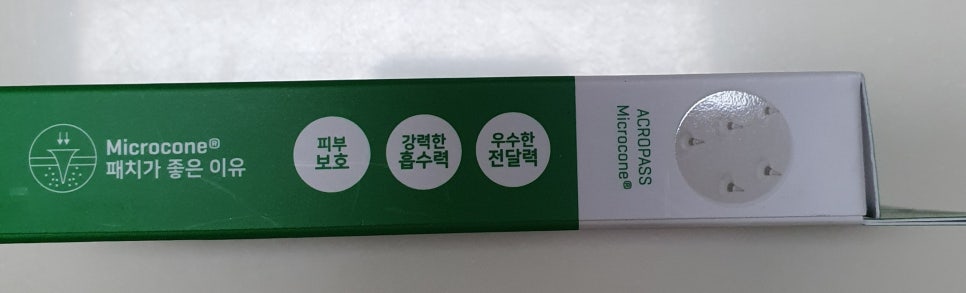 Microcone®
패치가 좋은 이유
피부
보호
강력한
흡수력
우수한
전달력
ACROPASS
Microcone®